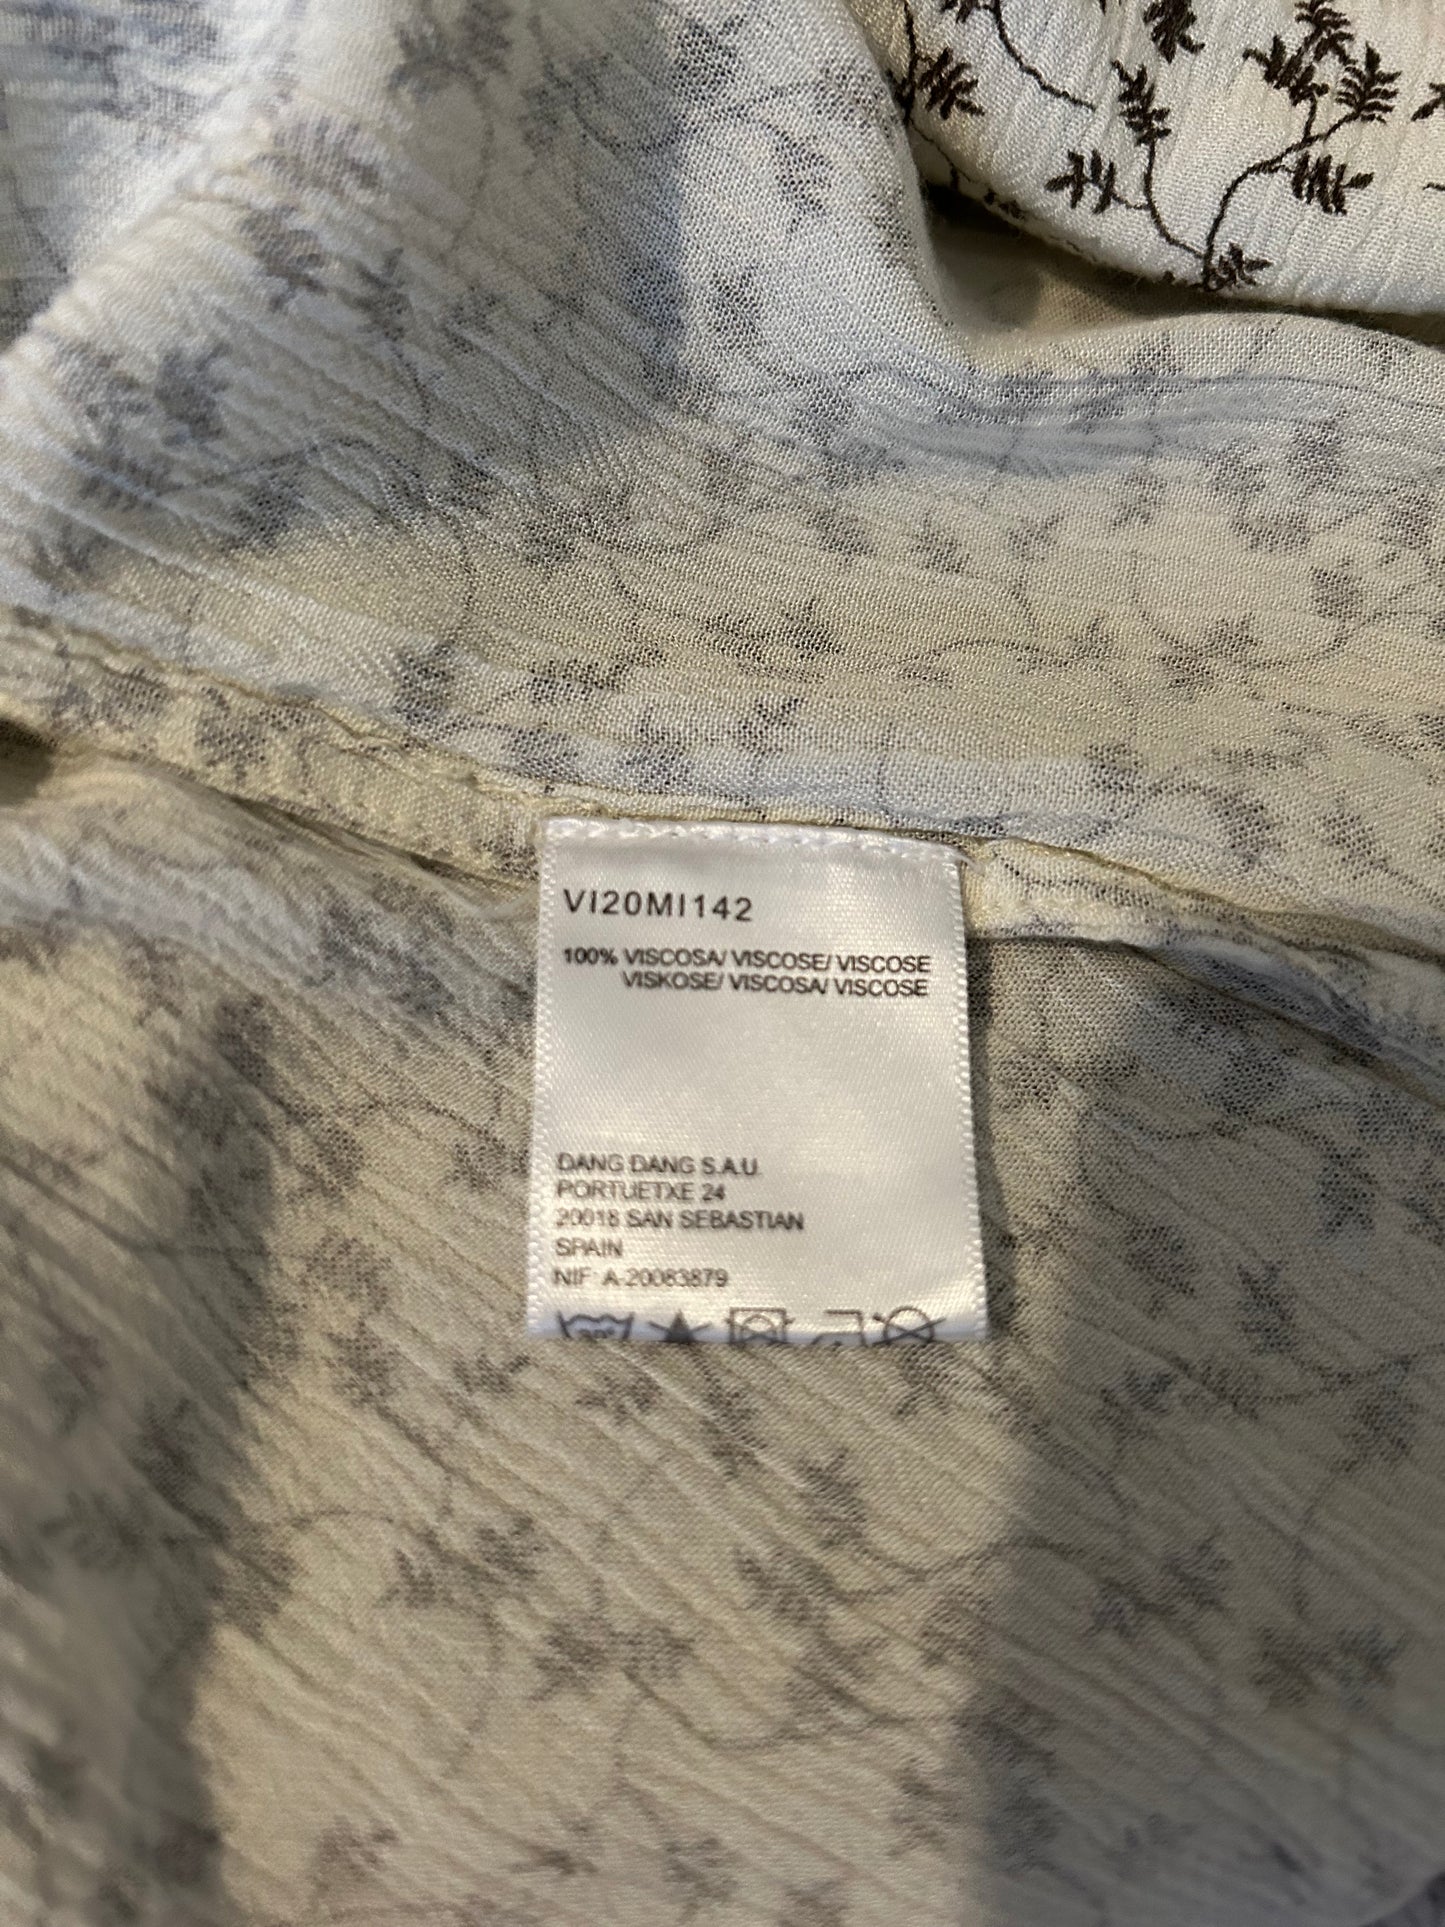 VI20MI142
100% VISCOSA/ VISCOSE/ VISCOSE
VISKOSE/ VISCOSA/ VISCOSE
DANG DANG S.A.U.
PORTUETXE 24
20018 SAN SEBASTIAN
SPAIN
NIF: A-20083879